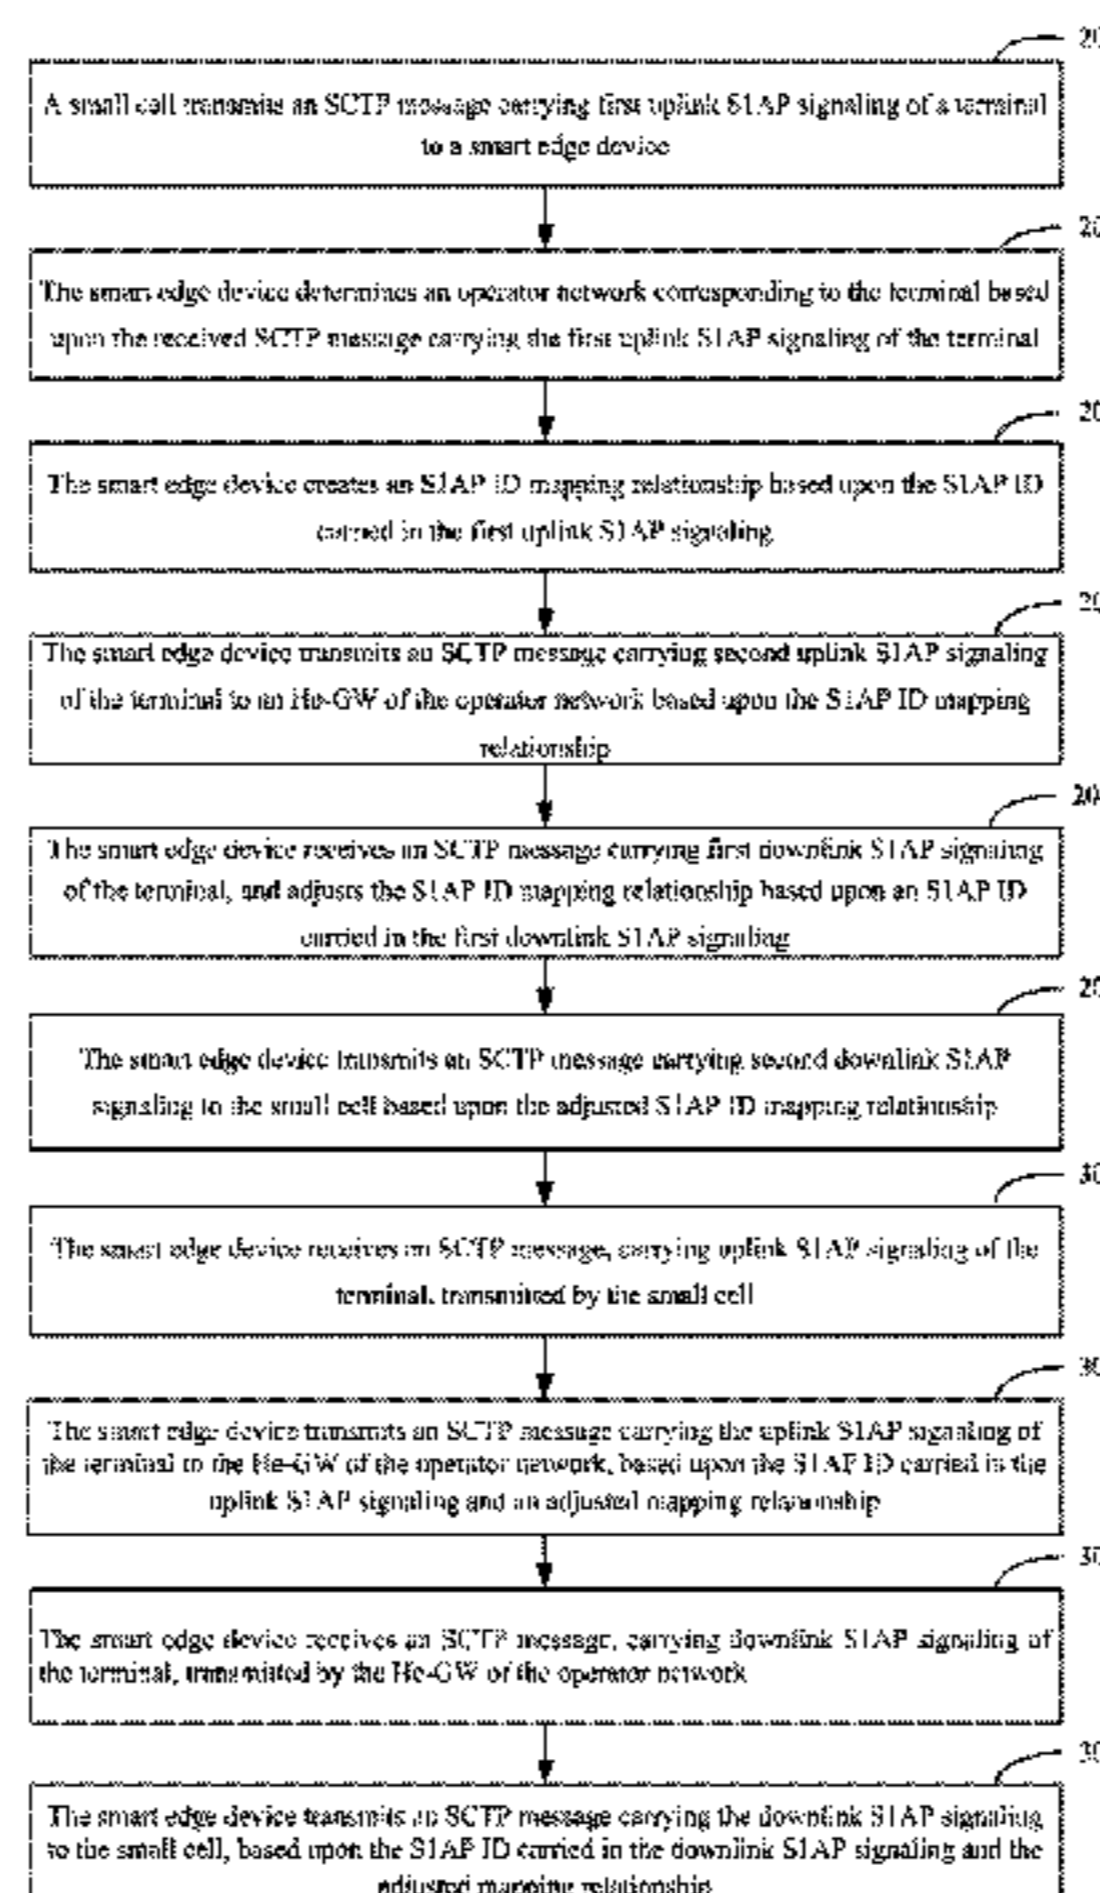 20
A small cell transmits an SCTP message carrying first uplink S1AP signaling of a terminal
to a smart edge device
20
The smart edge device determines an operator network corresponding to the terminal based
upon the received SCTP message carrying the first uplink S1AP signaling of the terminal
20
The smart edge device creates an S1AP ID mapping relationship based upon the S1AP ID
carried in the first uplink S1AP signaling
20
The smart edge device transmits an SCTP message carrying second uplink S1AP signaling
of the terminal to an He-GW of the operator network based upon the S1AP ID mapping
relationship
20
The smart edge device receives an SCTP message carrying first downlink S1AP signaling
of the terminal, and adjusts the S1AP ID mapping relationship based upon an S1AP ID
carried in the first downlink S1AP signaling
20
The smart edge device transmits an SCTP message carrying second downlink S1AP
signaling to the small cell based upon the adjusted S1AP ID mapping relationship
30
The smart edge device receives an SCTP message, carrying uplink S1AP signaling of the
terminal, transmitted by the small cell
30
The smart edge device transmits an SCTP message carrying the uplink S1AP signaling of
the terminal to the He-GW of the operator network, based upon the S1AP ID carried in the
uplink S1AP signaling and an adjusted mapping relationship
30
The smart edge device receives an SCTP message, carrying downlink S1AP signaling of
the terminal, transmitted by the He-GW of the operator network
30
The smart edge device transmits an SCTP message carrying the downlink S1AP signaling
to the small cell, based upon the S1AP ID carried in the downlink S1AP signaling and the
adjusted mapping relationship